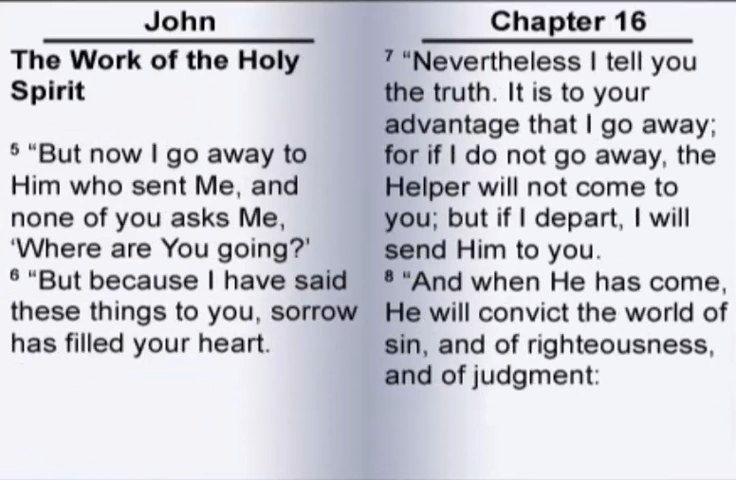 John
The Work of the Holy
Spirit
⁵ “But now I go away to
Him who sent Me, and
none of you asks Me,
‘Where are You going?’
⁶ “But because I have said
these things to you, sorrow
has filled your heart.
Chapter 16
⁷ “Nevertheless I tell you
the truth. It is to your
advantage that I go away;
for if I do not go away, the
Helper will not come to
you; but if I depart, I will
send Him to you.
⁸ “And when He has come,
He will convict the world of
sin, and of righteousness,
and of judgment: